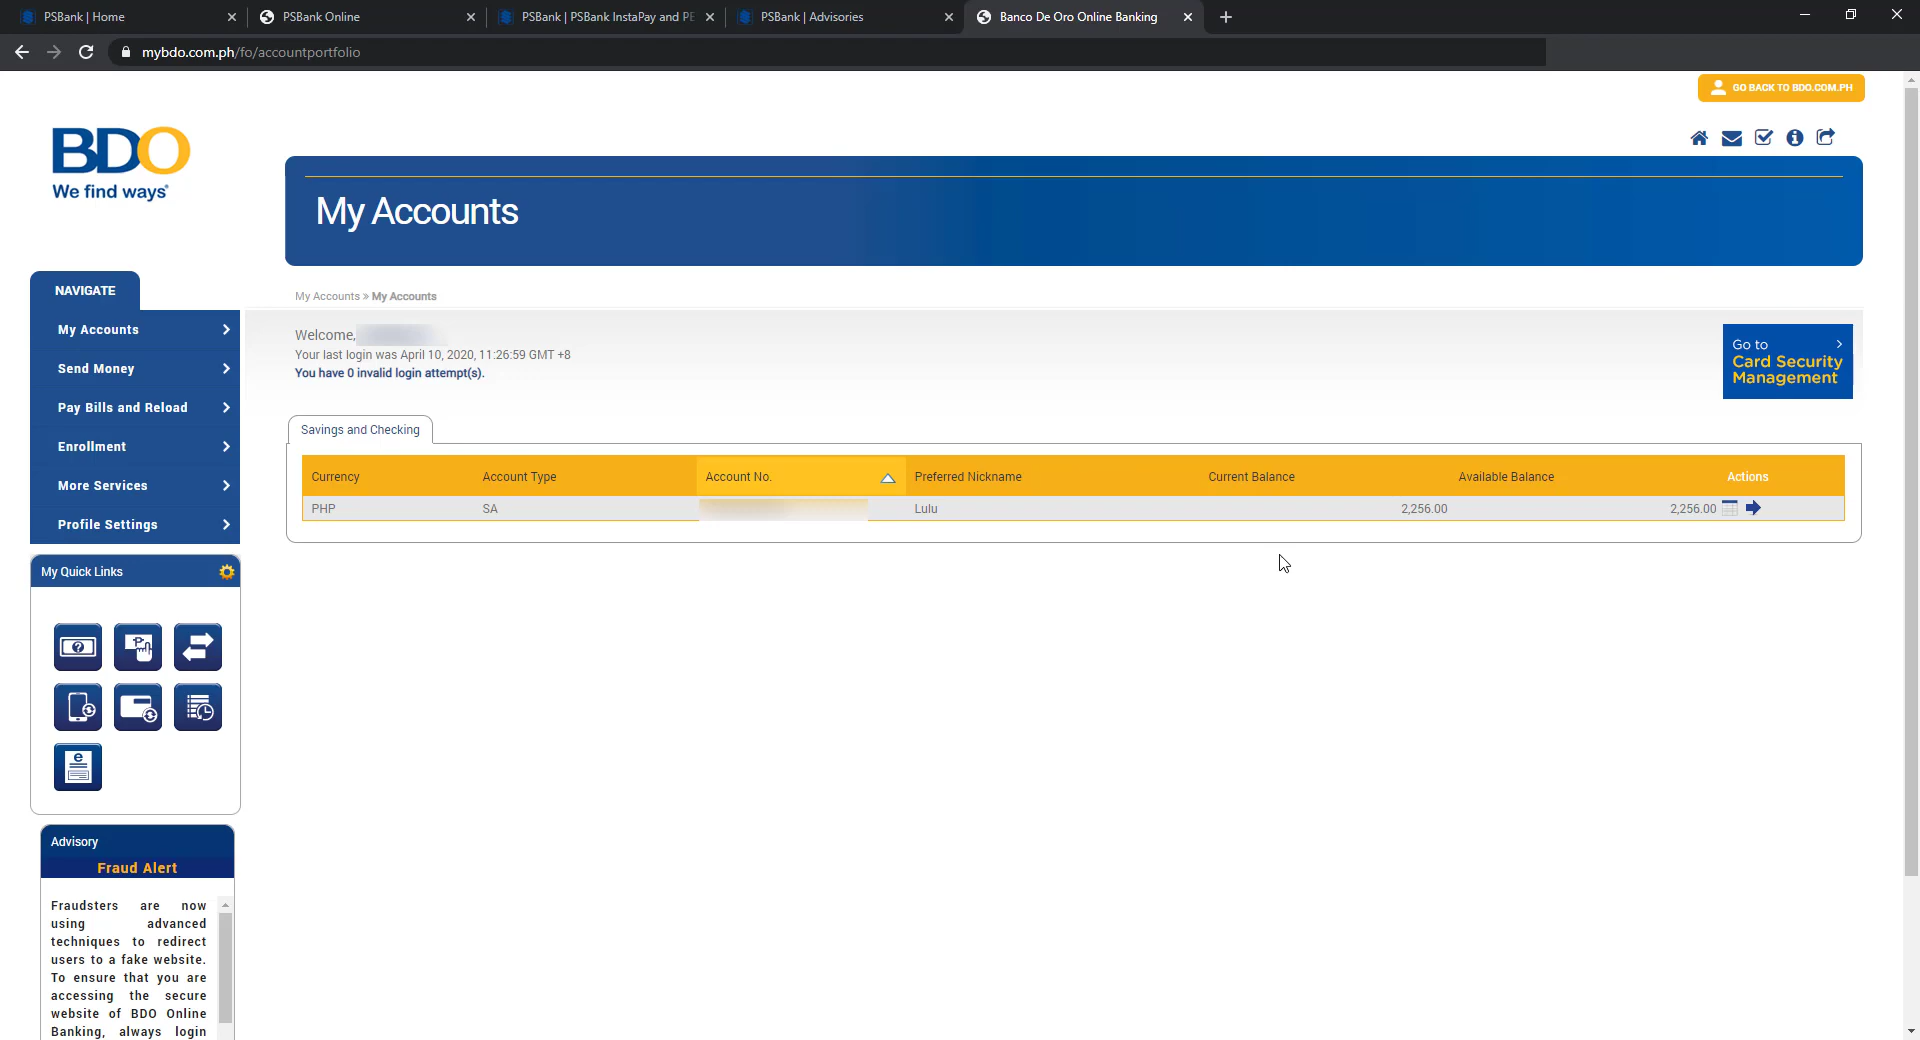 PSBank | Home
PSBank Online
PSBank | PSBank InstaPay and PE
PSBank | Advisories
Banco De Oro Online Banking
mybdo.com.ph/fo/accountportfolio
GO BACK TO BDO.COM.PH
BDO
We find ways
My Accounts
NAVIGATE
My Accounts
Send Money
Pay Bills and Reload
Enrollment
More Services
Profile Settings
My Accounts » My Accounts
Welcome,
Your last login was April 10, 2020, 11:26:59 GMT +8
You have 0 invalid login attempt(s).
Go to
Card Security
Management
Savings and Checking
Currency Account Type Account No. Preferred Nickname Current Balance Available Balance Actions
PHP SA Lulu 2,256.00 2,256.00
My Quick Links
Advisory
Fraud Alert
Fraudsters are now
using advanced
techniques to redirect
users to a fake website.
To ensure that you are
accessing the secure
website of BDO Online
Banking, always login